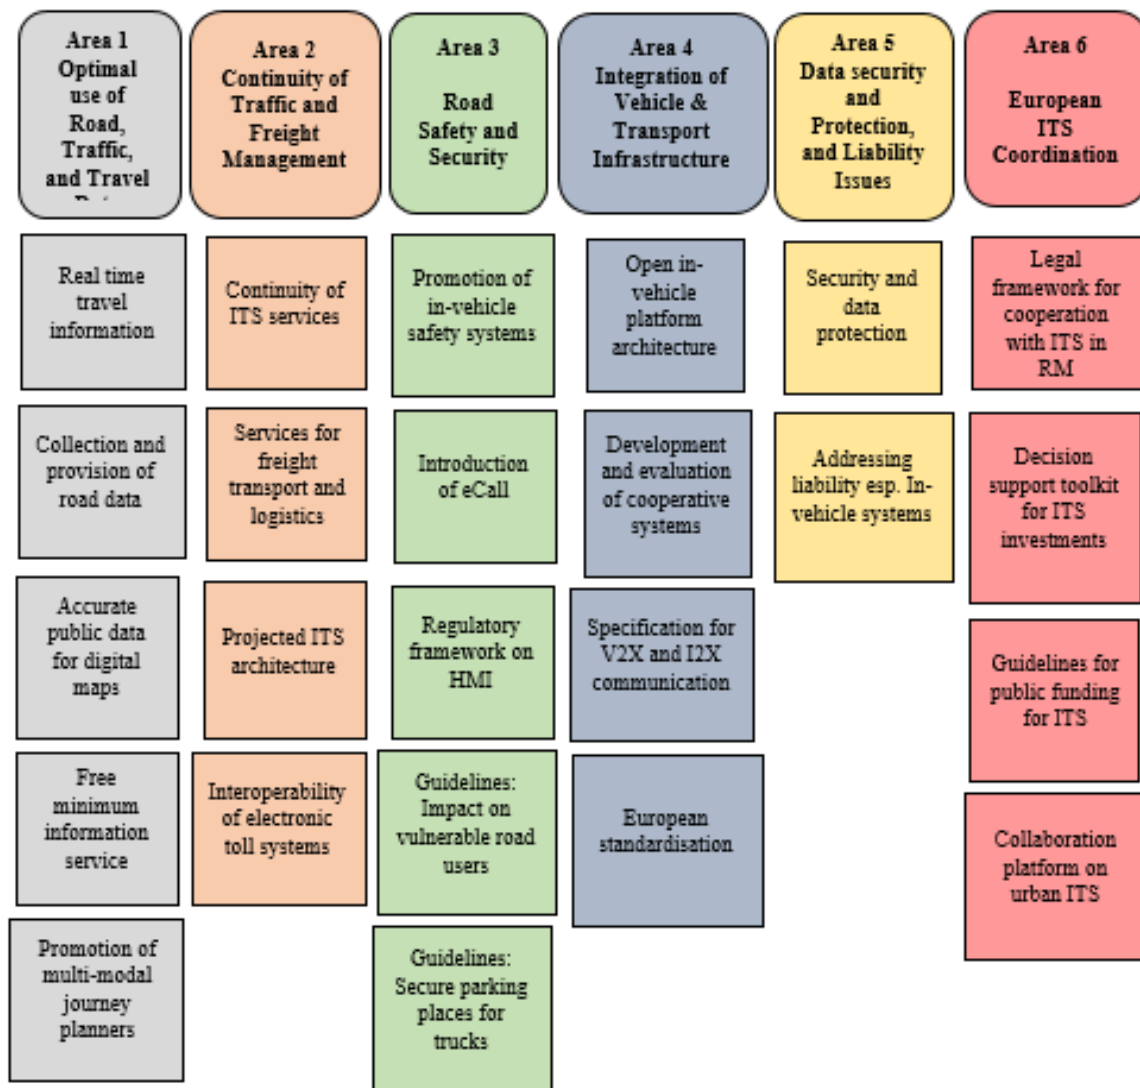 Area 1
Optimal
use of
Road,
Traffic,
and Travel
Area 2
Continuity of
Traffic and
Freight
Management
Area 3
Road
Safety and
Security
Area 4
Integration of
Vehicle &
Transport
Infrastructure
Area 5
Data security
and
Protection,
and Liability
Issues
Area 6
European
ITS
Coordination
Real time
travel
information
Continuity of
ITS services
Promotion of
in-vehicle
safety systems
Open in-
vehicle
platform
architecture
Security and
data
protection
Legal
framework for
cooperation
with ITS in
RM
Collection and
provision of
road data
Services for
freight
transport and
logistics
Introduction
of eCall
Development
and evaluation
of cooperative
systems
Addressing
liability esp. In-
vehicle systems
Decision
support toolkit
for ITS
investments
Accurate
public data
for digital
maps
Projected ITS
architecture
Regulatory
framework on
HMI
Specification for
V2X and I2X
communication
Guidelines for
public funding
for ITS
Free
minimum
information
service
Interoperability
of electronic
toll systems
Guidelines:
Impact on
vulnerable road
users
European
standardisation
Collaboration
platform on
urban ITS
Promotion of
multi-modal
journey
planners
Guidelines:
Secure parking
places for
trucks